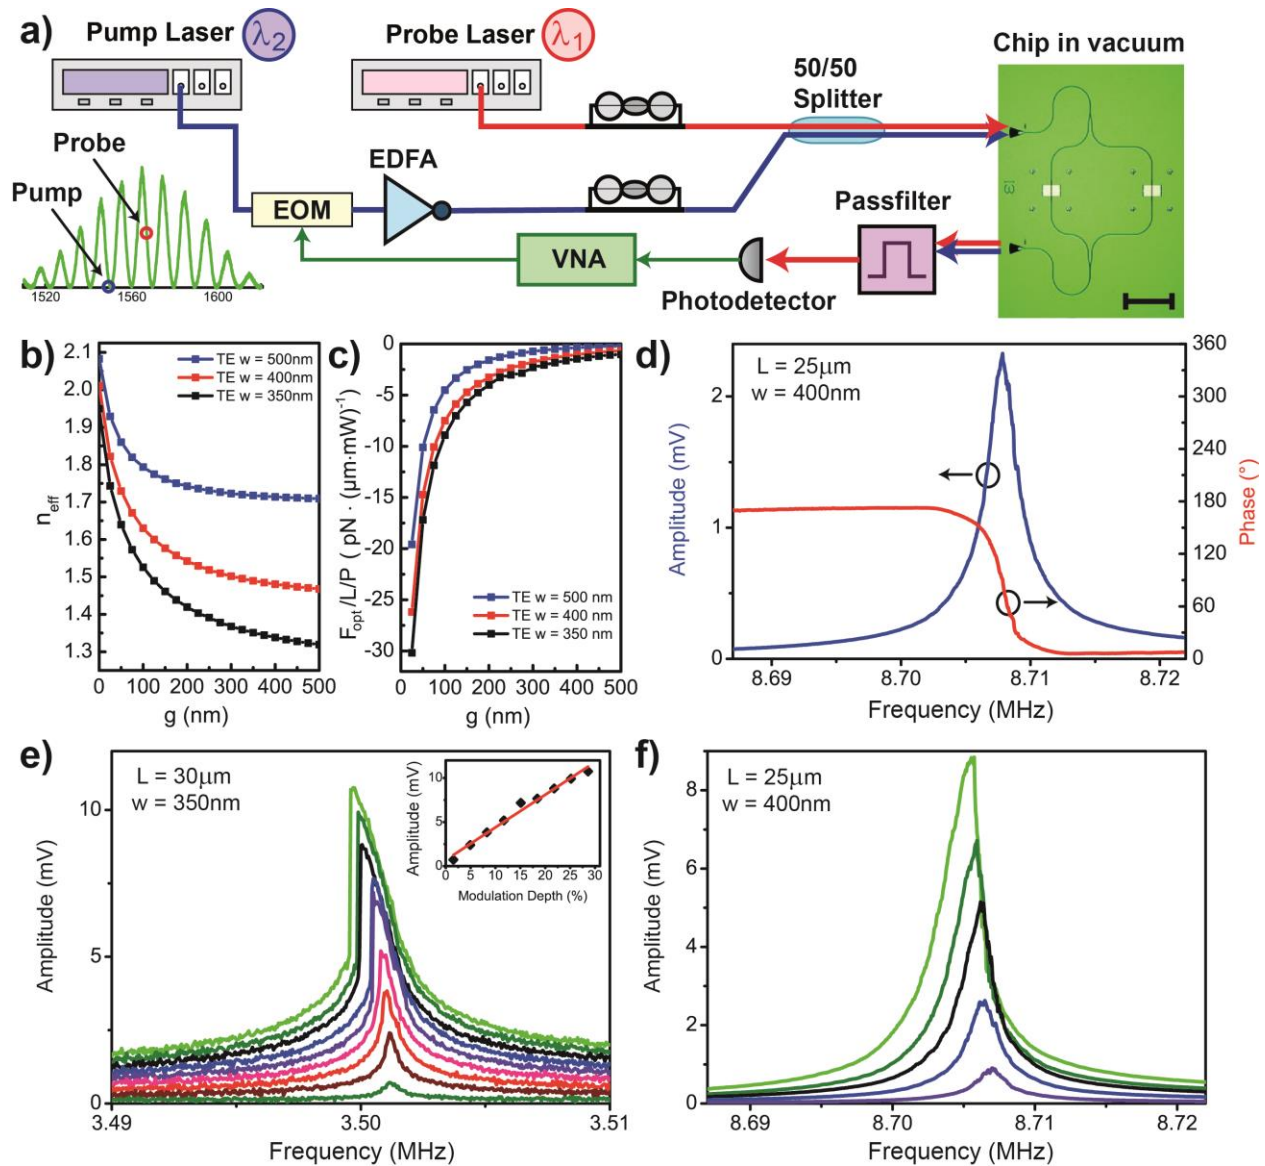 a)
Pump Laser λ2
Probe Laser λ1
Chip in vacuum
50/50
Splitter
Probe
Pump
EDFA
EOM
VNA
Photodetector
Passfilter
1520 1560 1600
b)
2.1
2.0
1.9
1.8
1.7
1.6
1.5
1.4
1.3
neff
TE w = 500nm
TE w = 400nm
TE w = 350nm
0 100 200 300 400 500
g (nm)
c)
0
-5
-10
-15
-20
-25
-30
Fopt/L/P ( pN · (μm·mW)-1)
TE w = 500 nm
TE w = 400 nm
TE w = 350 nm
0 100 200 300 400 500
g (nm)
d)
L = 25μm
w = 400nm
2
1
0
Amplitude (mV)
360
300
240
180
120
60
0
Phase (°)
8.69 8.70 8.71 8.72
Frequency (MHz)
e)
L = 30μm
w = 350nm
10
5
0
Amplitude (mV)
10
5
0
Amplitude (mV)
0 5 10 15 20 25 30
Modulation Depth (%)
3.49 3.50 3.51
Frequency (MHz)
f)
L = 25μm
w = 400nm
8
6
4
2
0
Amplitude (mV)
8.69 8.70 8.71 8.72
Frequency (MHz)